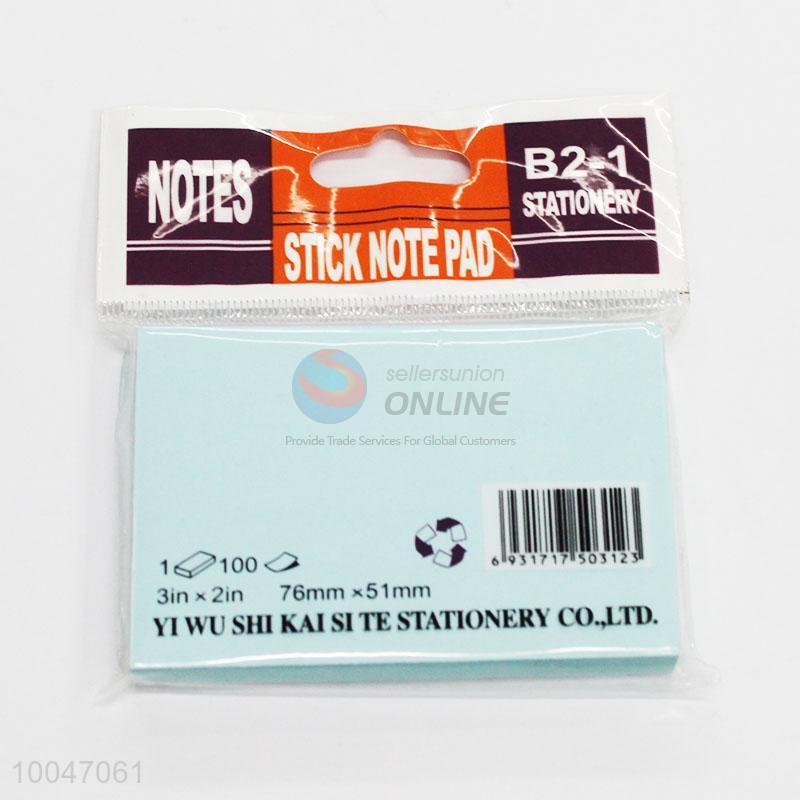 NOTES
STICK NOTE PAD
B2-1
STATIONERY
sellersunion
ONLINE
Provide Trade Services For Global Customers
6 931717 503123
1 100
3in × 2in 76mm ×51mm
YI WU SHI KAI SI TE STATIONERY CO.,LTD.
10047061